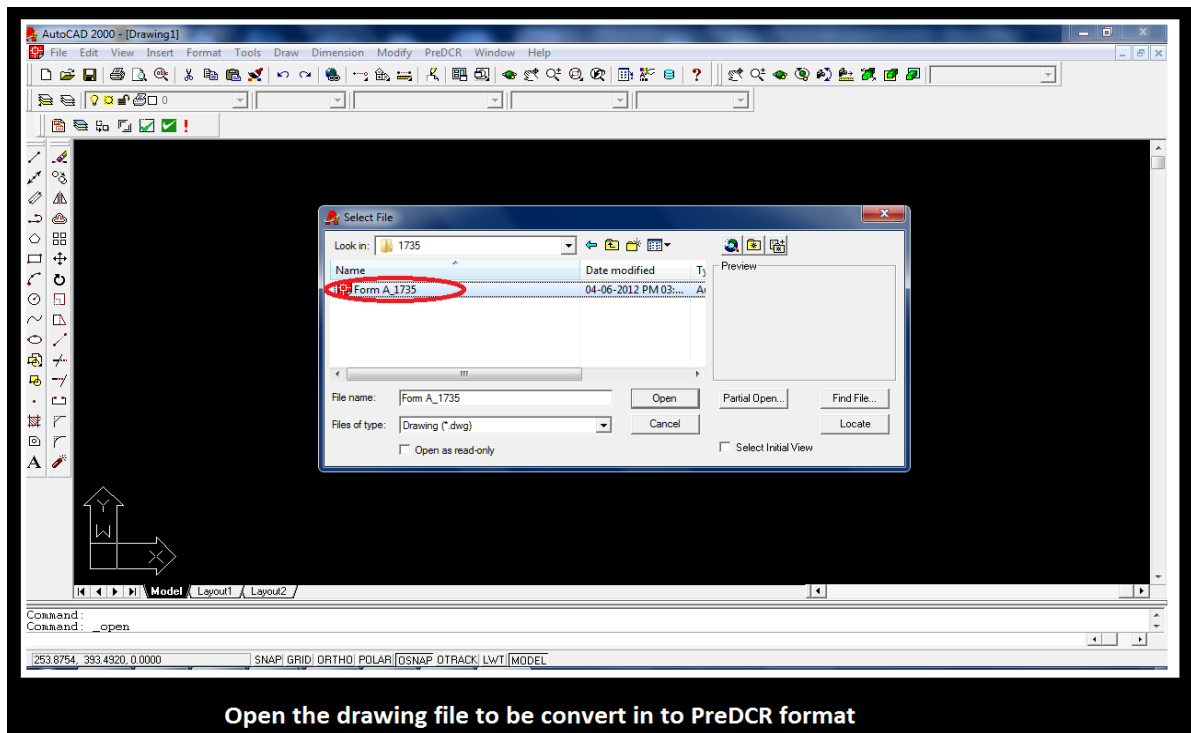 AutoCAD 2000 - [Drawing1]
File Edit View Insert Format Tools Draw Dimension Modify PreDCR Window Help
0
Select File
Look in: 1735
Name Date modified Ty Preview
Form A_1735 04-06-2012 PM 03:... Au
File name: Form A_1735 Open Partial Open... Find File...
Files of type: Drawing (*.dwg) Cancel Locate
Open as read-only Select Initial View
Y
W
X
Model Layout1 Layout2
Command:
Command: _open
253.8754, 393.4920, 0.0000 SNAP GRID ORTHO POLAR OSNAP OTRACK LWT MODEL
Open the drawing file to be convert in to PreDCR format